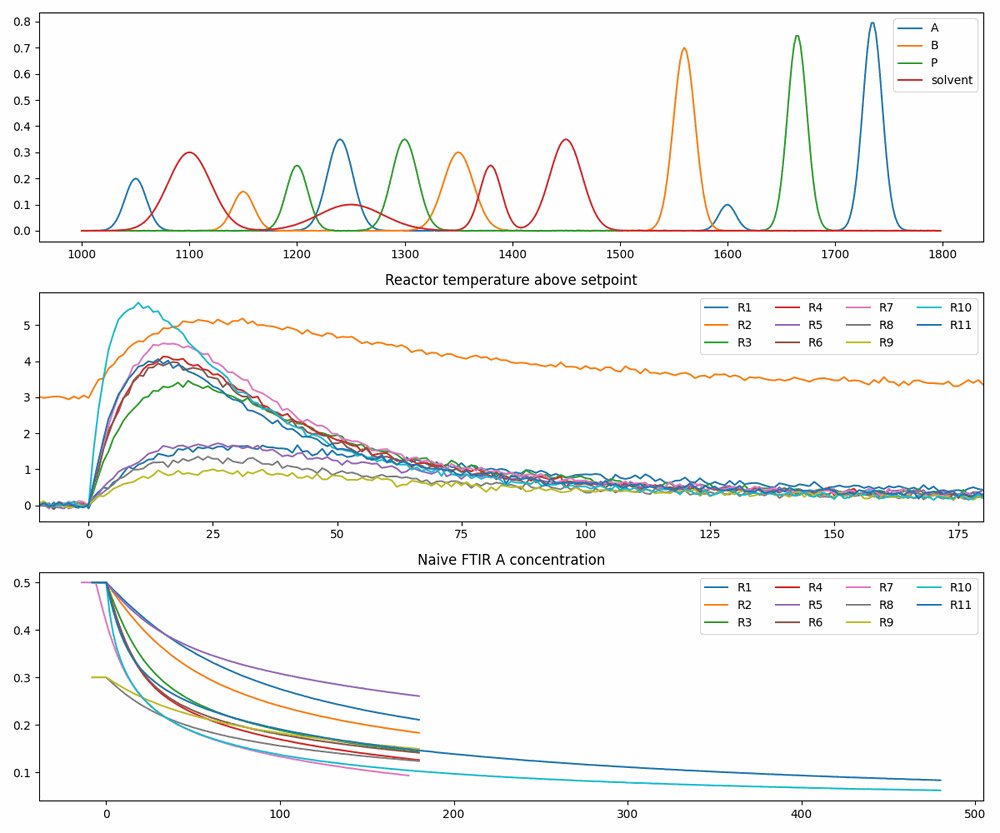 0.8
0.7
0.6
0.5
0.4
0.3
0.2
0.1
0.0
A
B
P
solvent
1000 1100 1200 1300 1400 1500 1600 1700 1800
Reactor temperature above setpoint
5
4
3
2
1
0
R1 R4 R7 R10
R2 R5 R8 R11
R3 R6 R9
0 25 50 75 100 125 150 175
Naive FTIR A concentration
0.5
0.4
0.3
0.2
0.1
R1 R4 R7 R10
R2 R5 R8 R11
R3 R6 R9
0 100 200 300 400 500